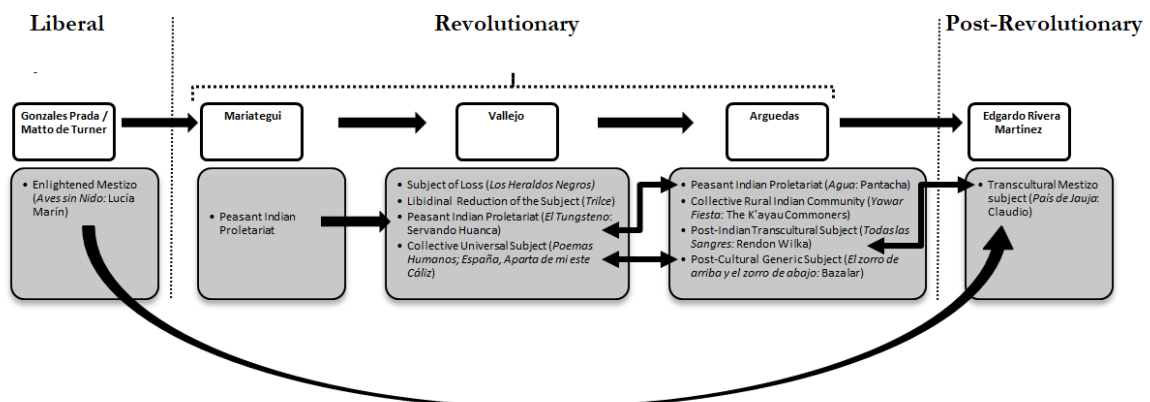 Liberal
Revolutionary
Post-Revolutionary
-
Gonzales Prada /
Matto de Turner
Mariategui
Vallejo
Arguedas
Edgardo Rivera
Martinez
• Enlightened Mestizo
(Aves sin Nido: Lucía
Marín)
• Peasant Indian
Proletariat
• Subject of Loss (Los Heraldos Negros)
• Libidinal Reduction of the Subject (Trilce)
• Peasant Indian Proletariat (El Tungsteno:
Servando Huanca)
• Collective Universal Subject (Poemas
Humanos; España, Aparta de mi este
Cáliz)
• Peasant Indian Proletariat (Agua: Pantacha)
• Collective Rural Indian Community (Yawar
Fiesta: The K'ayau Commoners)
• Post-Indian Transcultural Subject (Todas las
Sangres: Rendon Wilka)
• Post-Cultural Generic Subject (El zorro de
arriba y el zorro de abajo: Bazalar)
• Transcultural Mestizo
subject (País de Jauja:
Claudio)